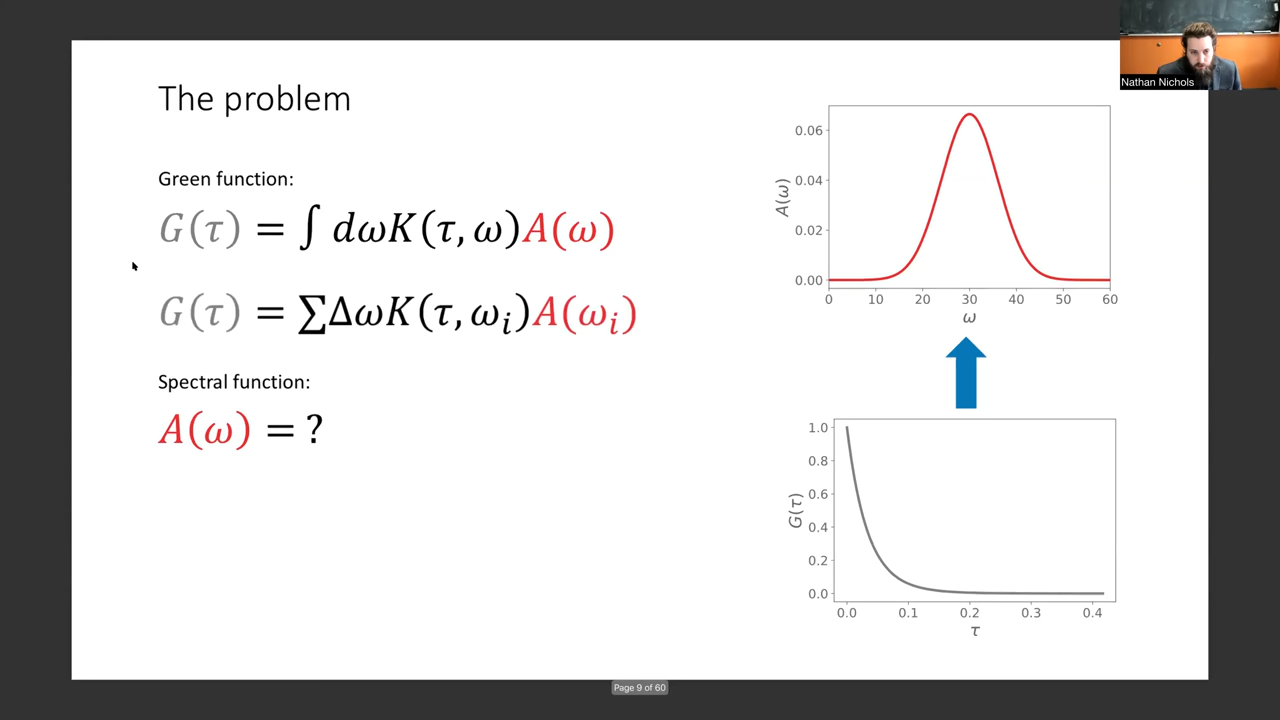 Nathan Nichols
The problem
Green function:
G(τ) = ∫ dωK(τ, ω)A(ω)
G(τ) = ∑ΔωK(τ, ωᵢ)A(ωᵢ)
Spectral function:
A(ω) = ?
A(ω)
0.06
0.04
0.02
0.00
0 10 20 30 40 50 60
ω
G(τ)
1.0
0.8
0.6
0.4
0.2
0.0
0.0 0.1 0.2 0.3 0.4
τ
Page 9 of 60